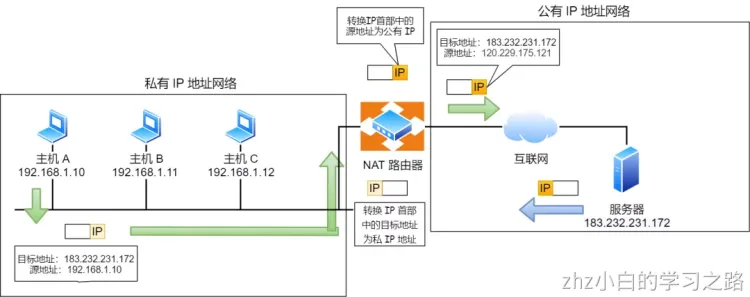 公有 IP 地址网络
转换IP首部中的
源地址为公有 IP
目标地址：183.232.231.172
源地址：120.229.175.121
IP
IP
私有 IP 地址网络
主机 A
192.168.1.10
主机 B
192.168.1.11
主机 C
192.168.1.12
NAT 路由器
互联网
IP
IP
服务器
183.232.231.172
IP
转换 IP 首部
中的目标地址
为私 IP 地址
目标地址：183.232.231.172
源地址：192.168.1.10
zhz小白的学习之路